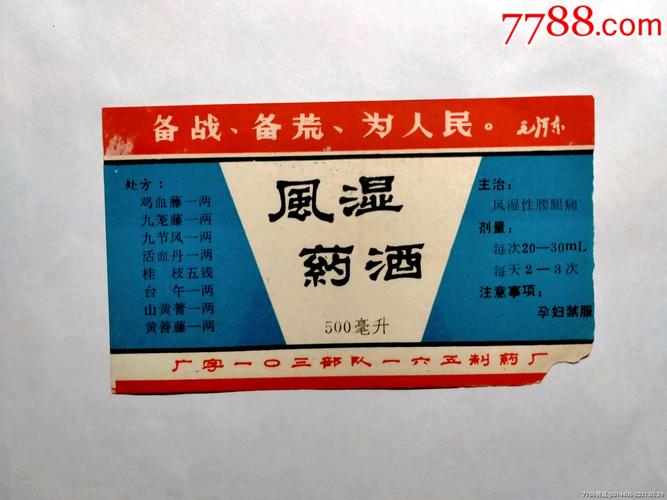 7788.com
备战、备荒、为人民。 毛泽东
处方：
鸡血藤一两
九龙藤一两
九节风一两
活血丹一两
桂 枝五钱
台 午一两
山黄薯一两
黄善藤一两
風湿
药酒
500毫升
主治：
风湿性腰腿痛
剂量：
每次20—30mL
每天2—3次
注意事项：
孕妇禁服
广字一〇三部队一六五制药厂